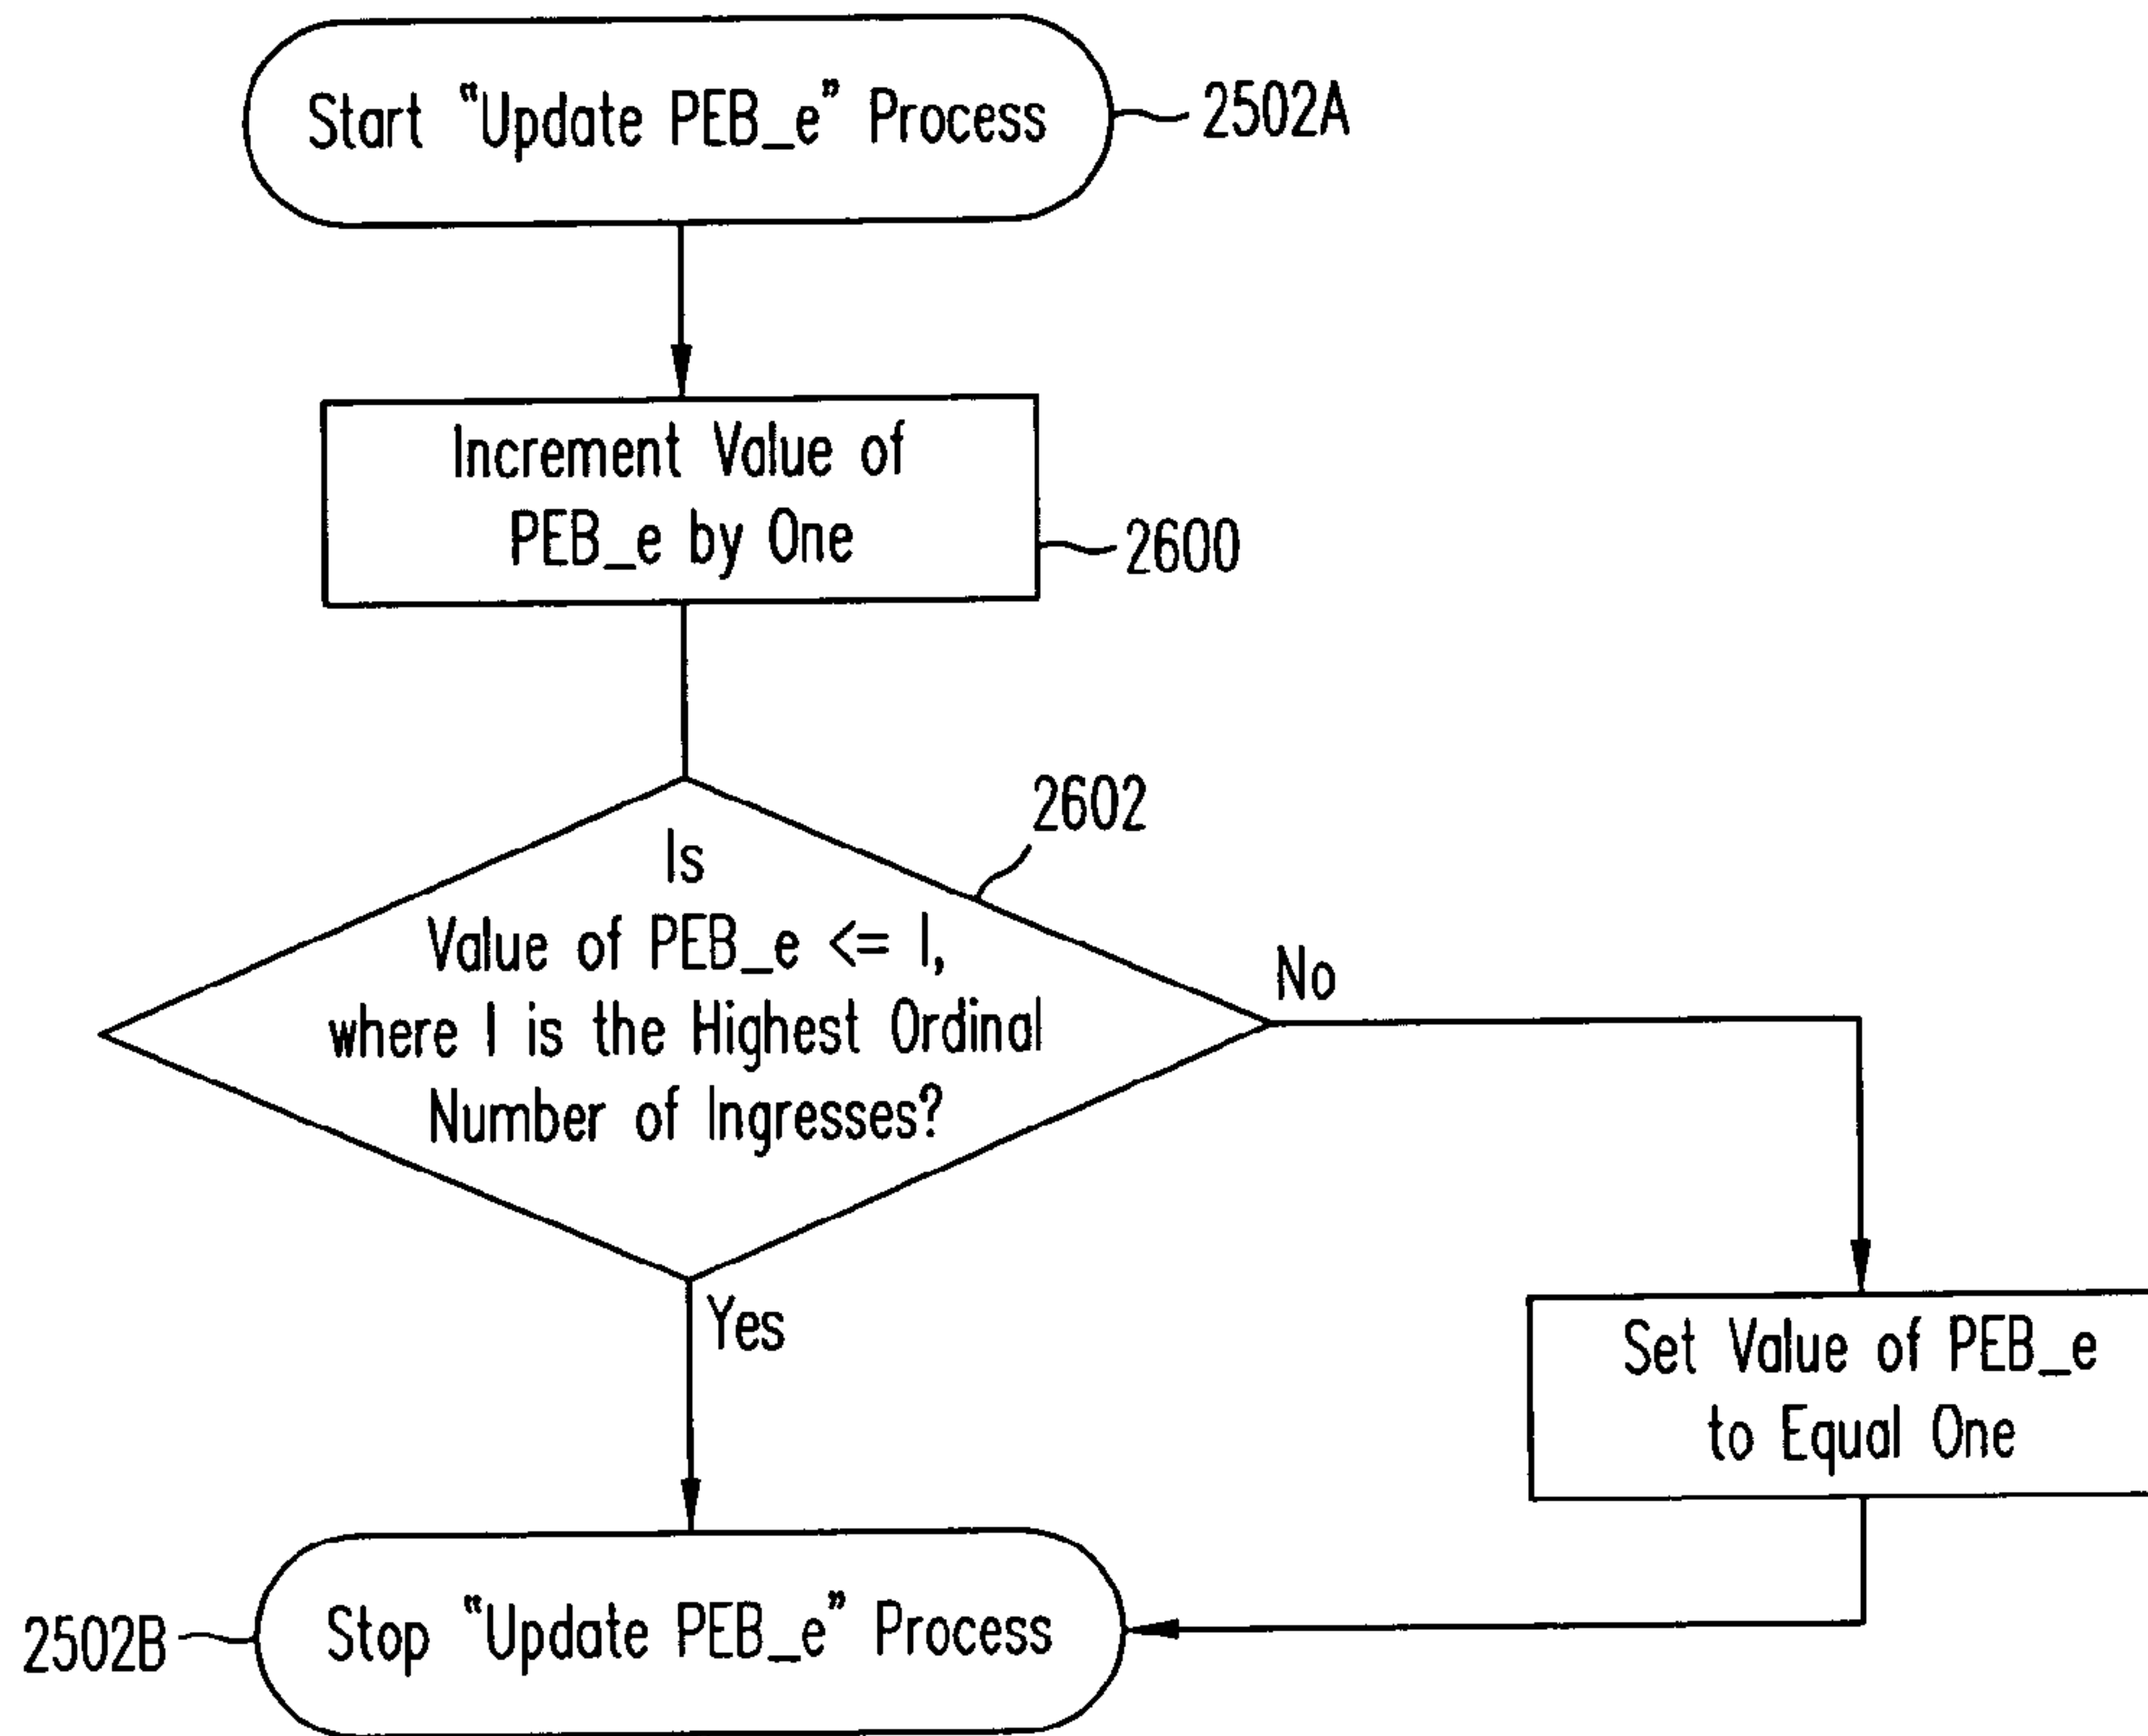 Start "Update PEB_e" Process
2502A
Increment Value of
PEB_e by One
2600
2602
Is
Value of PEB_e <= I,
where I is the Highest Ordinal
Number of Ingresses?
No
Yes
Set Value of PEB_e
to Equal One
Stop "Update PEB_e" Process
2502B